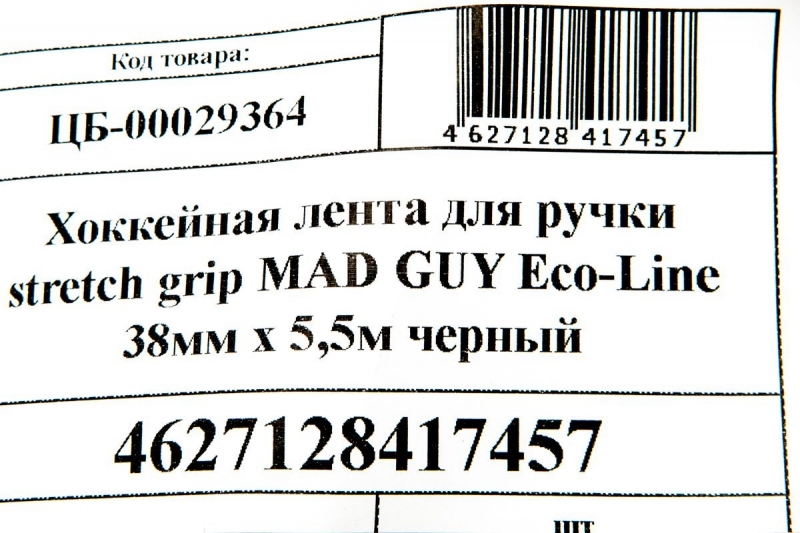 Код товара:
ЦБ-00029364
4 627128 417457
Хоккейная лента для ручки
stretch grip MAD GUY Eco-Line
38мм x 5,5м черный
4627128417457
шт